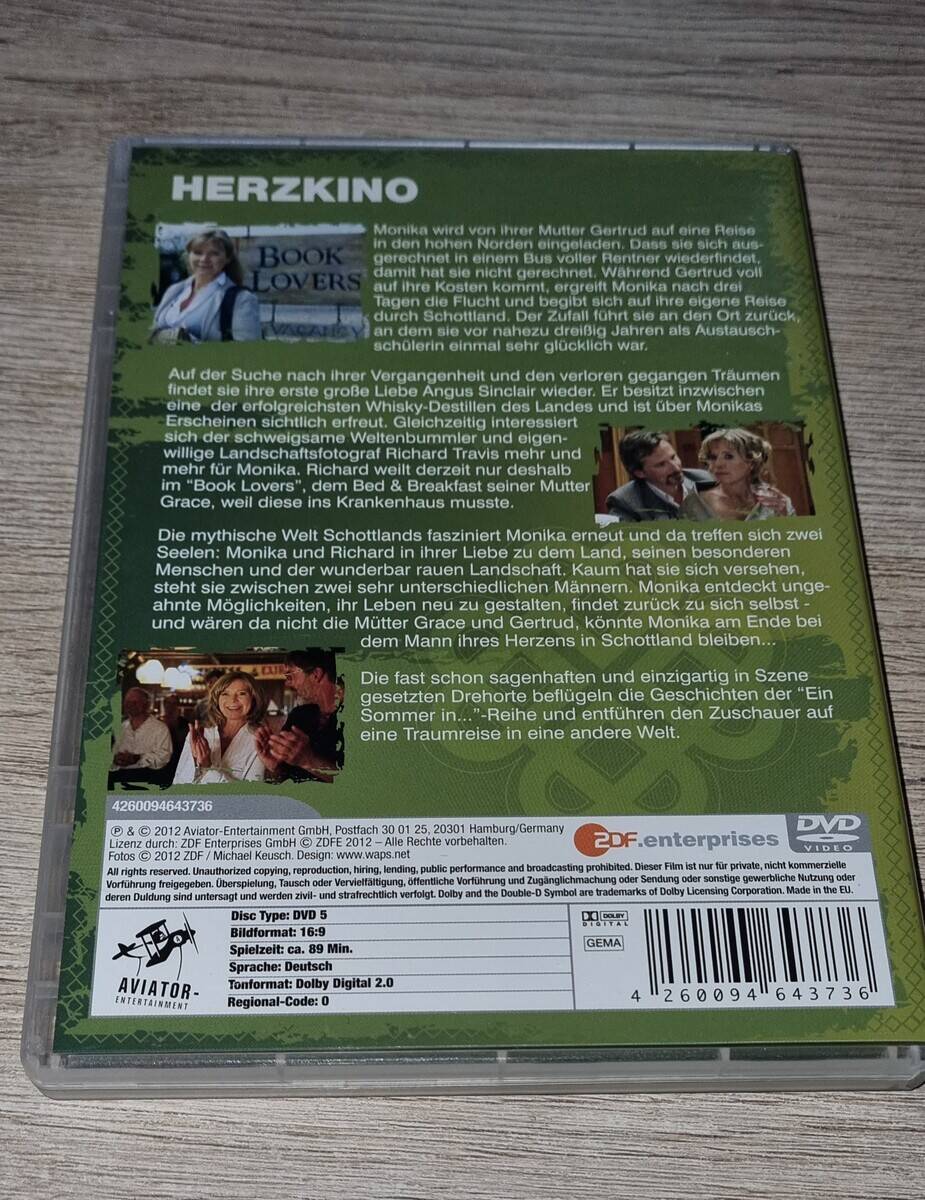 HERZKINO
BOOK
LOVERS
VACANCY
Monika wird von ihrer Mutter Gertrud auf eine Reise
in den hohen Norden eingeladen. Dass sie sich aus-
gerechnet in einem Bus voller Rentner wiederfindet,
damit hat sie nicht gerechnet. Während Gertrud voll
auf ihre Kosten kommt, ergreift Monika nach drei
Tagen die Flucht und begibt sich auf ihre eigene Reise
durch Schottland. Der Zufall führt sie an den Ort zurück,
an dem sie vor nahezu dreißig Jahren als Austausch-
schülerin einmal sehr glücklich war.
Auf der Suche nach ihrer Vergangenheit und den verloren gegangen Träumen
findet sie ihre erste große Liebe Angus Sinclair wieder. Er besitzt inzwischen
eine der erfolgreichsten Whisky-Destillen des Landes und ist über Monikas
Erscheinen sichtlich erfreut. Gleichzeitig interessiert
sich der schweigsame Weltenbummler und eigen-
willige Landschaftsfotograf Richard Travis mehr und
mehr für Monika. Richard weilt derzeit nur deshalb
im "Book Lovers", dem Bed & Breakfast seiner Mutter
Grace, weil diese ins Krankenhaus musste.
Die mythische Welt Schottlands fasziniert Monika erneut und da treffen sich zwei
Seelen: Monika und Richard in ihrer Liebe zu dem Land, seinen besonderen
Menschen und der wunderbar rauen Landschaft. Kaum hat sie sich versehen,
steht sie zwischen zwei sehr unterschiedlichen Männern. Monika entdeckt unge-
ahnte Möglichkeiten, ihr Leben neu zu gestalten, findet zurück zu sich selbst -
und wären da nicht die Mütter Grace und Gertrud, könnte Monika am Ende bei
dem Mann ihres Herzens in Schottland bleiben...
Die fast schon sagenhaften und einzigartig in Szene
gesetzten Drehorte beflügeln die Geschichten der "Ein
Sommer in..."-Reihe und entführen den Zuschauer auf
eine Traumreise in eine andere Welt.
4260094643736
℗ & © 2012 Aviator-Entertainment GmbH, Postfach 30 01 25, 20301 Hamburg/Germany
Lizenz durch: ZDF Enterprises GmbH © ZDFE 2012 – Alle Rechte vorbehalten.
Fotos © 2012 ZDF / Michael Keusch. Design: www.waps.net
ZDF.enterprises
DVD
VIDEO
All rights reserved. Unauthorized copying, reproduction, hiring, lending, public performance and broadcasting prohibited. Dieser Film ist nur für private, nicht kommerzielle
Vorführung freigegeben. Überspielung, Tausch oder Vervielfältigung, öffentliche Vorführung und Zugänglichmachung oder Sendung oder sonstige gewerbliche Nutzung oder
deren Duldung sind untersagt und werden zivil- und strafrechtlich verfolgt. Dolby and the Double-D Symbol are trademarks of Dolby Licensing Corporation. Made in the EU.
AVIATOR-
ENTERTAINMENT
Disc Type: DVD 5
Bildformat: 16:9
Spielzeit: ca. 89 Min.
Sprache: Deutsch
Tonformat: Dolby Digital 2.0
Regional-Code: 0
DOLBY
DIGITAL
GEMA
4 260094 643736